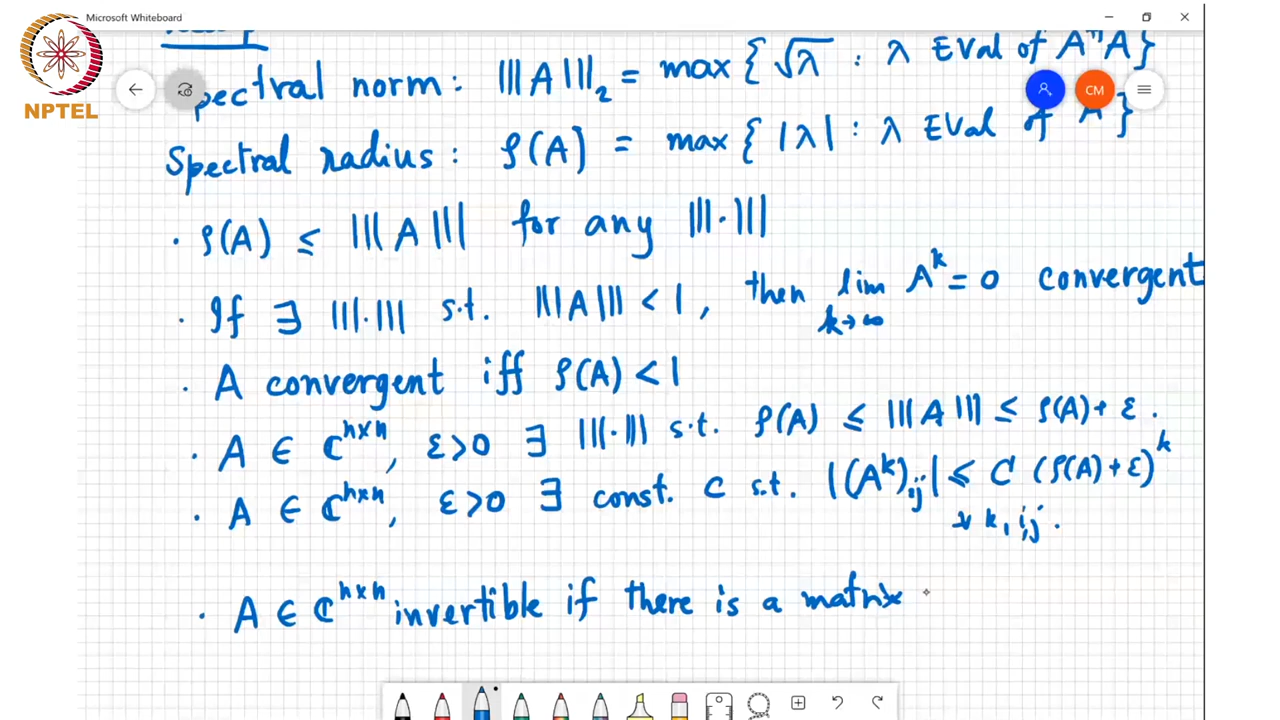 Microsoft Whiteboard
NPTEL
CM
Spectral norm: |||A|||₂ = max { √λ : λ EVal of AᴴA }
Spectral radius: ρ(A) = max { |λ| : λ EVal of A }
· ρ(A) ≤ |||A||| for any |||·|||
· If ∃ |||·||| s.t. |||A||| < 1, then lim_{k→∞} Aᵏ = 0 convergent
· A convergent iff ρ(A) < 1
· A ∈ ℂⁿˣⁿ, ε>0 ∃ |||·||| s.t. ρ(A) ≤ |||A||| ≤ ρ(A)+ ε.
· A ∈ ℂⁿˣⁿ, ε>0 ∃ const. C s.t. |(Aᵏ)ᵢⱼ| ≤ C (ρ(A)+ε)ᵏ
∀ k, i,j.
· A ∈ ℂⁿˣⁿ invertible if there is a matrix